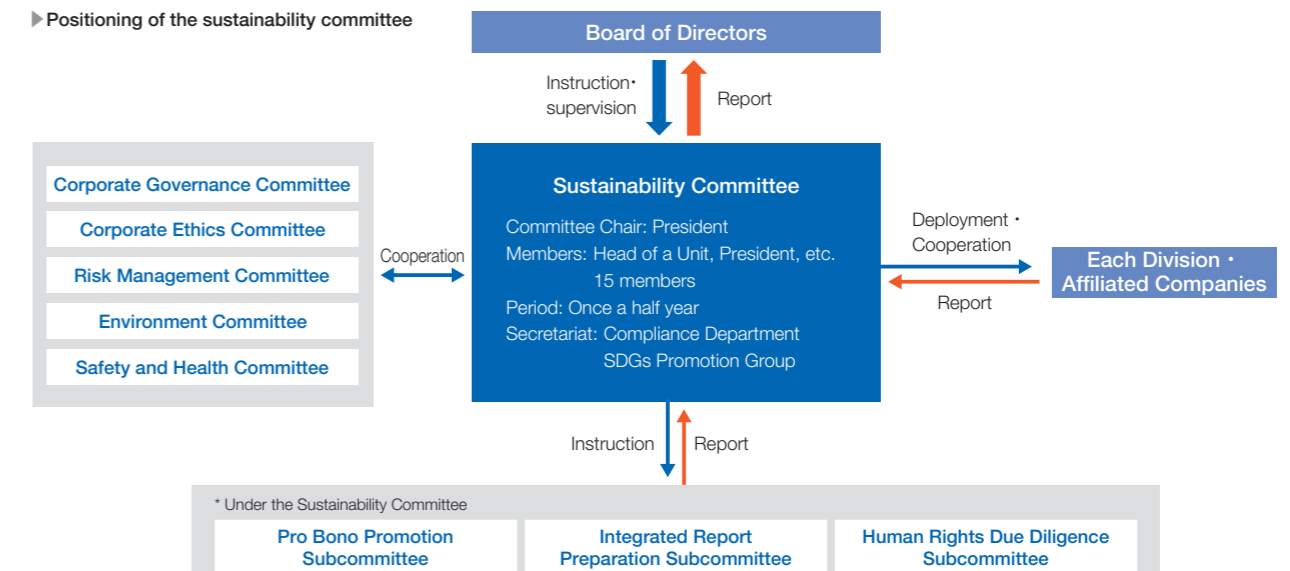 ▶Positioning of the sustainability committee
Board of Directors
Instruction・
supervision
Report
Corporate Governance Committee
Corporate Ethics Committee
Risk Management Committee
Environment Committee
Safety and Health Committee
Cooperation
Sustainability Committee
Committee Chair: President
Members: Head of a Unit, President, etc.
15 members
Period: Once a half year
Secretariat: Compliance Department
SDGs Promotion Group
Deployment・
Cooperation
Report
Each Division・
Affiliated Companies
Instruction
Report
* Under the Sustainability Committee
Pro Bono Promotion
Subcommittee
Integrated Report
Preparation Subcommittee
Human Rights Due Diligence
Subcommittee